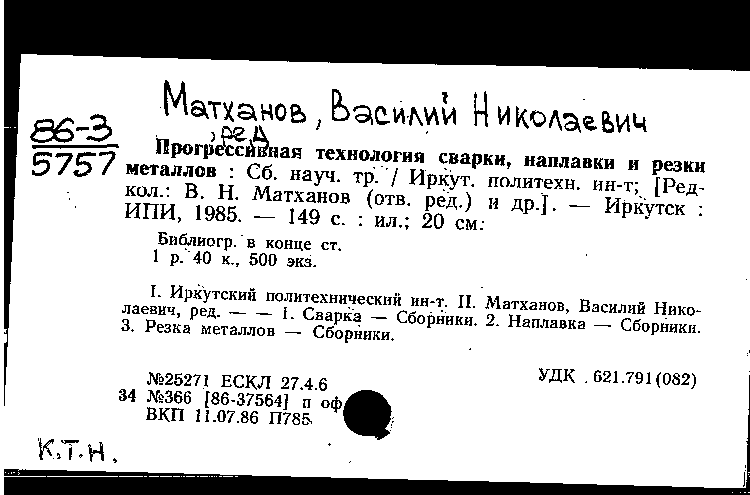 Матханов, Василий Николаевич
, ред
86-3
5757
Прогрессивная технология сварки, наплавки и резки
металлов : Сб. науч. тр. / Иркут. политехн. ин-т; [Ред-
кол.: В. Н. Матханов (отв. ред.) и др.]. — Иркутск :
ИПИ, 1985. — 149 с. : ил.; 20 см.
Библиогр. в конце ст.
1 р. 40 к., 500 экз.
I. Иркутский политехнический ин-т. II. Матханов, Василий Нико-
лаевич, ред. — — 1. Сварка — Сборники. 2. Наплавка — Сборники.
3. Резка металлов — Сборники.
№25271 ЕСКЛ 27.4.6
УДК 621.791(082)
34 №366 [86-37564] п оф
ВКП 11.07.86 П785
К.Т.Н.